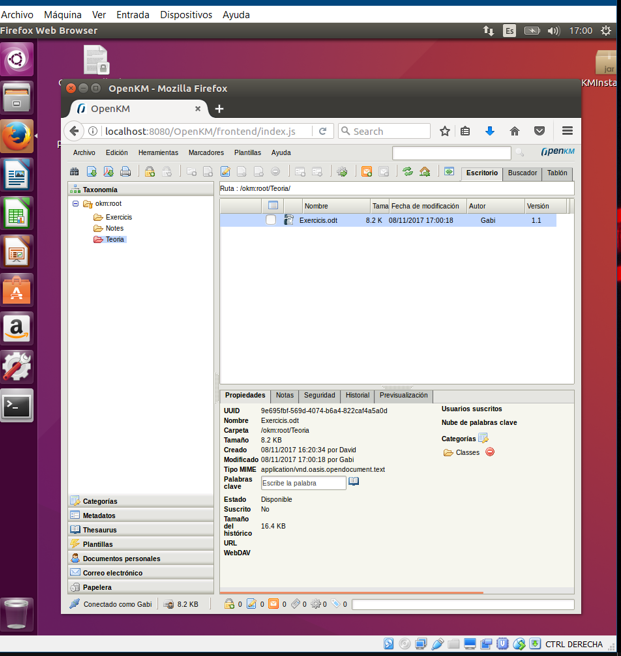 Archivo Máquina Ver Entrada Dispositivos Ayuda
Firefox Web Browser Es 17:00
OpenKM - Mozilla Firefox
OpenKM
localhost:8080/OpenKM/frontend/index.js Search
KMInsta
Archivo Edición Herramientas Marcadores Plantillas Ayuda OpenKM
Escritorio Buscador Tablón
Taxonomía
Ruta : /okm:root/Teoria/
okm:root
Exercicis
Notes
Teoria
Nombre Tama Fecha de modificación Autor Versión
Exercicis.odt 8.2 K 08/11/2017 17:00:18 Gabi 1.1
Propiedades Notas Seguridad Historial Previsualización
UUID 9e695fbf-569d-4074-b6a4-822caf4a5a0d
Nombre Exercicis.odt
Carpeta /okm:root/Teoria
Tamaño 8.2 KB
Creado 08/11/2017 16:20:34 por David
Modificado 08/11/2017 17:00:18 por Gabi
Tipo MIME application/vnd.oasis.opendocument.text
Palabras clave Escribe la palabra
Estado Disponible
Suscrito No
Tamaño del histórico 16.4 KB
URL
WebDAV
Usuarios suscritos
Nube de palabras clave
Categorías
Classes
Categorías
Metadatos
Thesaurus
Plantillas
Documentos personales
Correo electrónico
Papelera
Conectado como Gabi 8.2 KB 0 0 0 0 0 0
CTRL DERECHA